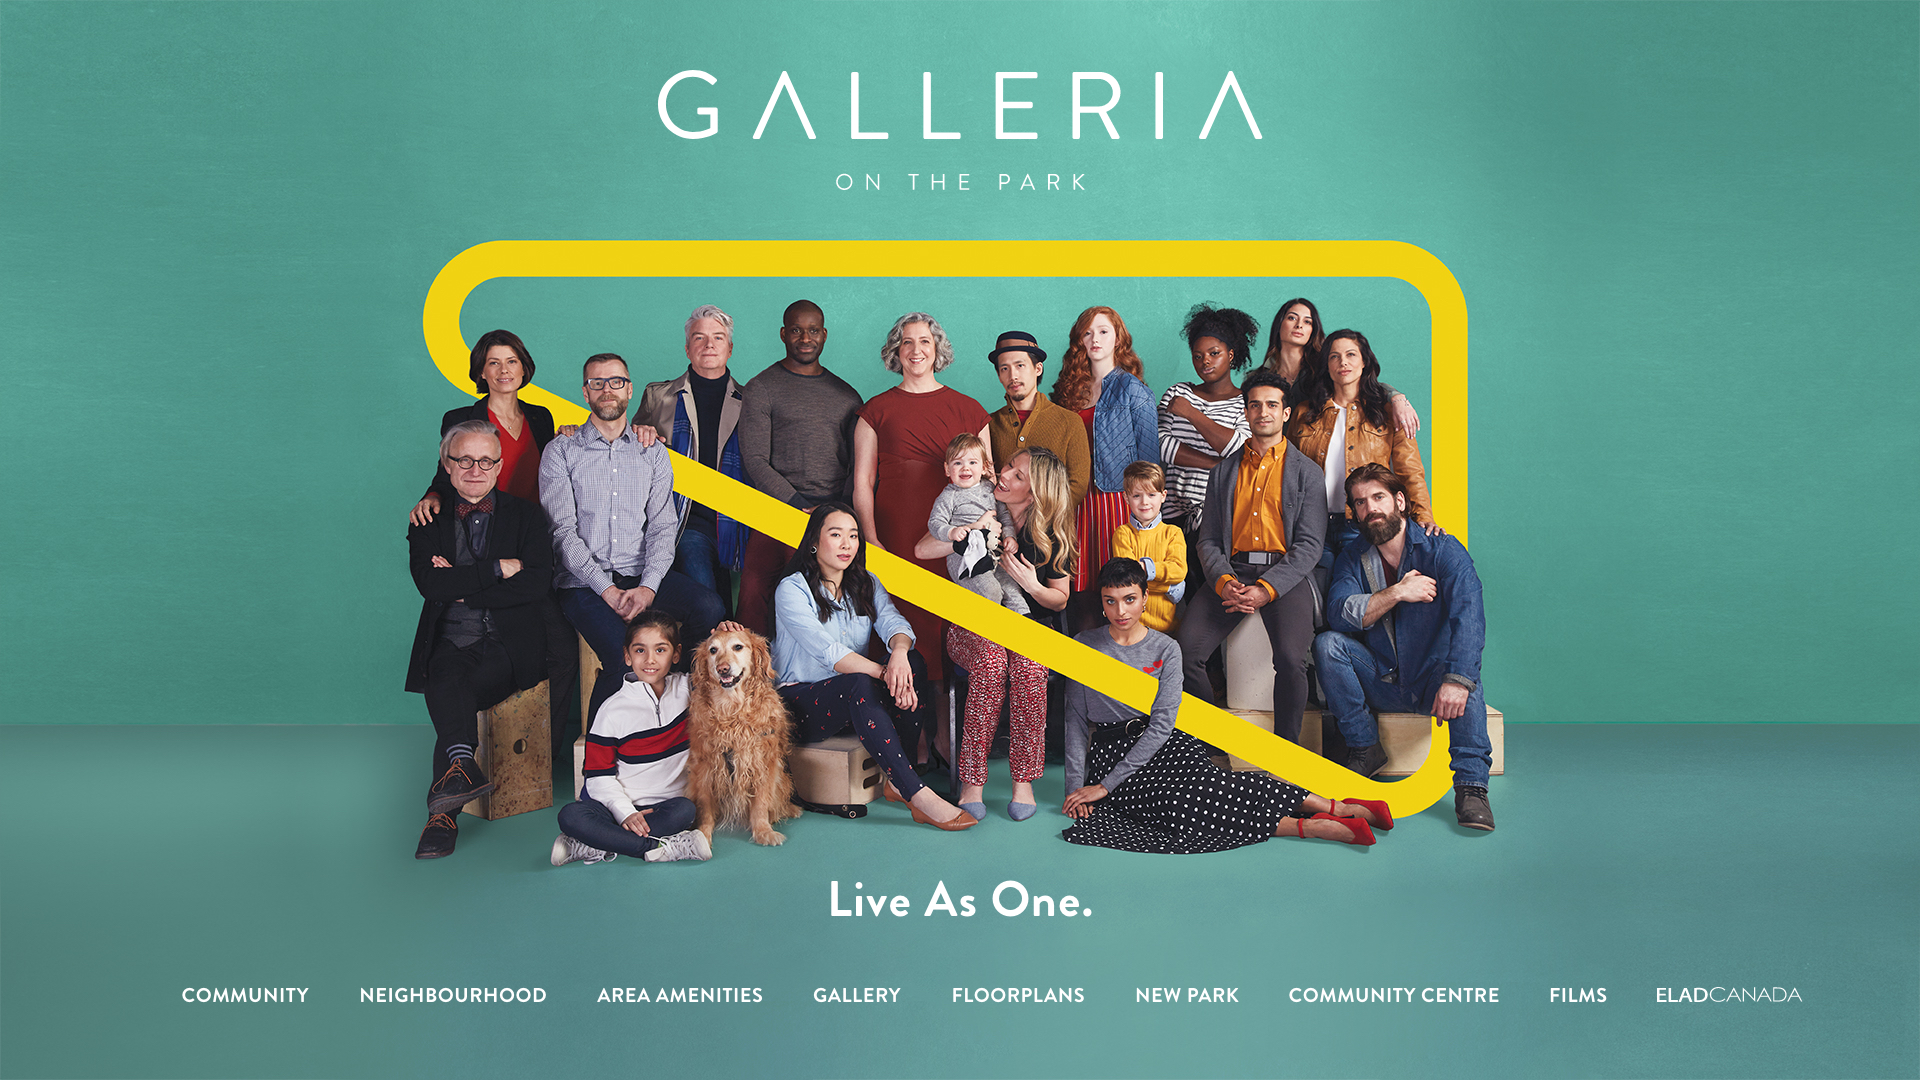 GALLERIA
ON THE PARK
Live As One.
COMMUNITY NEIGHBOURHOOD AREA AMENITIES GALLERY FLOORPLANS NEW PARK COMMUNITY CENTRE FILMS ELADCANADA